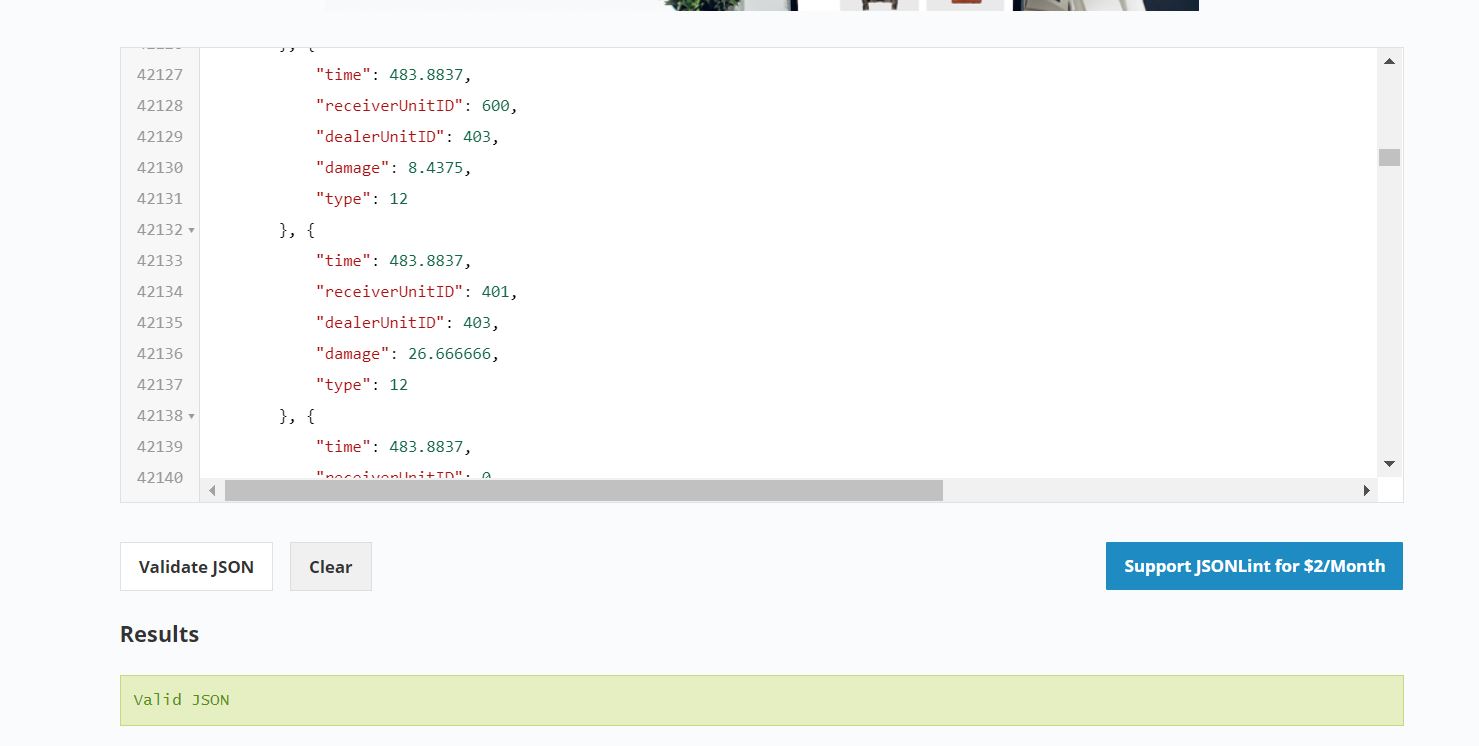 }, {
42127 "time": 483.8837,
42128 "receiverUnitID": 600,
42129 "dealerUnitID": 403,
42130 "damage": 8.4375,
42131 "type": 12
42132 }, {
42133 "time": 483.8837,
42134 "receiverUnitID": 401,
42135 "dealerUnitID": 403,
42136 "damage": 26.666666,
42137 "type": 12
42138 }, {
42139 "time": 483.8837,
42140 "receiverUnitID": 0
Validate JSON Clear Support JSONLint for $2/Month
Results
Valid JSON